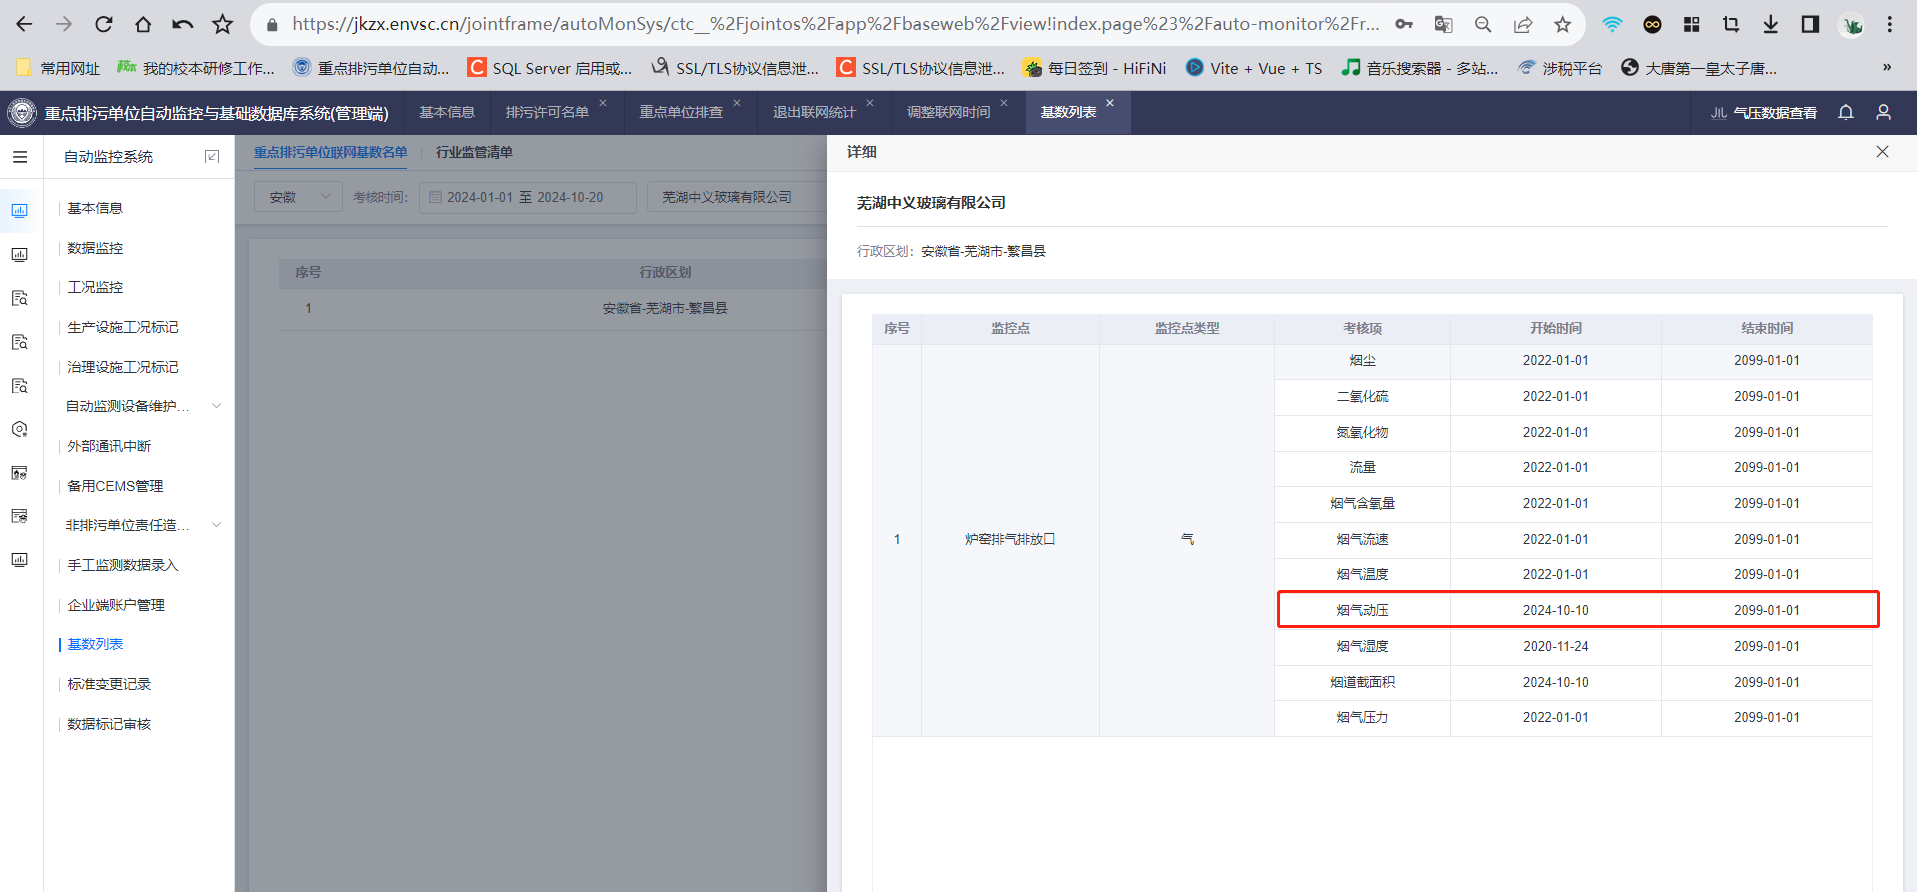 https://jkzx.envsc.cn/jointframe/autoMonSys/ctc__%2Fjointos%2Fapp%2Fbaseweb%2Fview!index.page%23%2Fauto-monitor%2Fr...
常用网址 我的校本研修工作... 重点排污单位自动... SQL Server 启用或... SSL/TLS协议信息泄... SSL/TLS协议信息泄... 每日签到 - HiFiNi Vite + Vue + TS 音乐搜索器 - 多站... 涉税平台 大唐第一皇太子唐... »
重点排污单位自动监控与基础数据库系统(管理端) 基本信息 排污许可名单 × 重点单位排查 × 退出联网统计 × 调整联网时间 × 基数列表 × 气压数据查看
自动监控系统
基本信息
数据监控
工况监控
生产设施工况标记
治理设施工况标记
自动监测设备维护...
外部通讯中断
备用CEMS管理
非排污单位责任造...
手工监测数据录入
企业端账户管理
基数列表
标准变更记录
数据标记审核
重点排污单位联网基数名单 行业监管清单
安徽 考核时间: 2024-01-01 至 2024-10-20 芜湖中义玻璃有限公司
序号 行政区划
1 安徽省-芜湖市-繁昌县
详细
芜湖中义玻璃有限公司
行政区划: 安徽省-芜湖市-繁昌县
序号 监控点 监控点类型 考核项 开始时间 结束时间
1 炉窑排气排放口 气
烟尘 2022-01-01 2099-01-01
二氧化硫 2022-01-01 2099-01-01
氮氧化物 2022-01-01 2099-01-01
流量 2022-01-01 2099-01-01
烟气含氧量 2022-01-01 2099-01-01
烟气流速 2022-01-01 2099-01-01
烟气温度 2022-01-01 2099-01-01
烟气动压 2024-10-10 2099-01-01
烟气湿度 2020-11-24 2099-01-01
烟道截面积 2024-10-10 2099-01-01
烟气压力 2022-01-01 2099-01-01